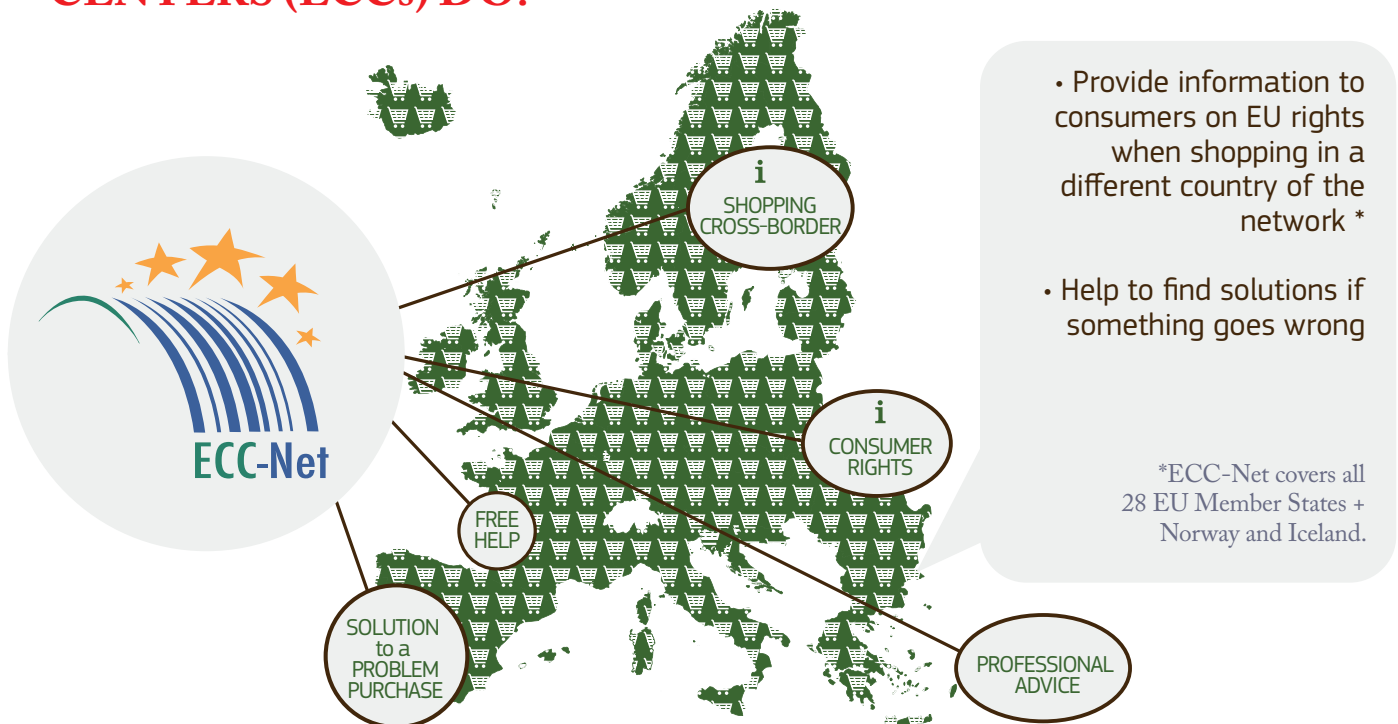 CENTERS (ECCs) DO?
• Provide information to
consumers on EU rights
when shopping in a
different country of the
network *
• Help to find solutions if
something goes wrong
*ECC-Net covers all
28 EU Member States +
Norway and Iceland.
i
SHOPPING
CROSS-BORDER
i
CONSUMER
RIGHTS
ECC-Net
FREE
HELP
SOLUTION
to a
PROBLEM
PURCHASE
PROFESSIONAL
ADVICE